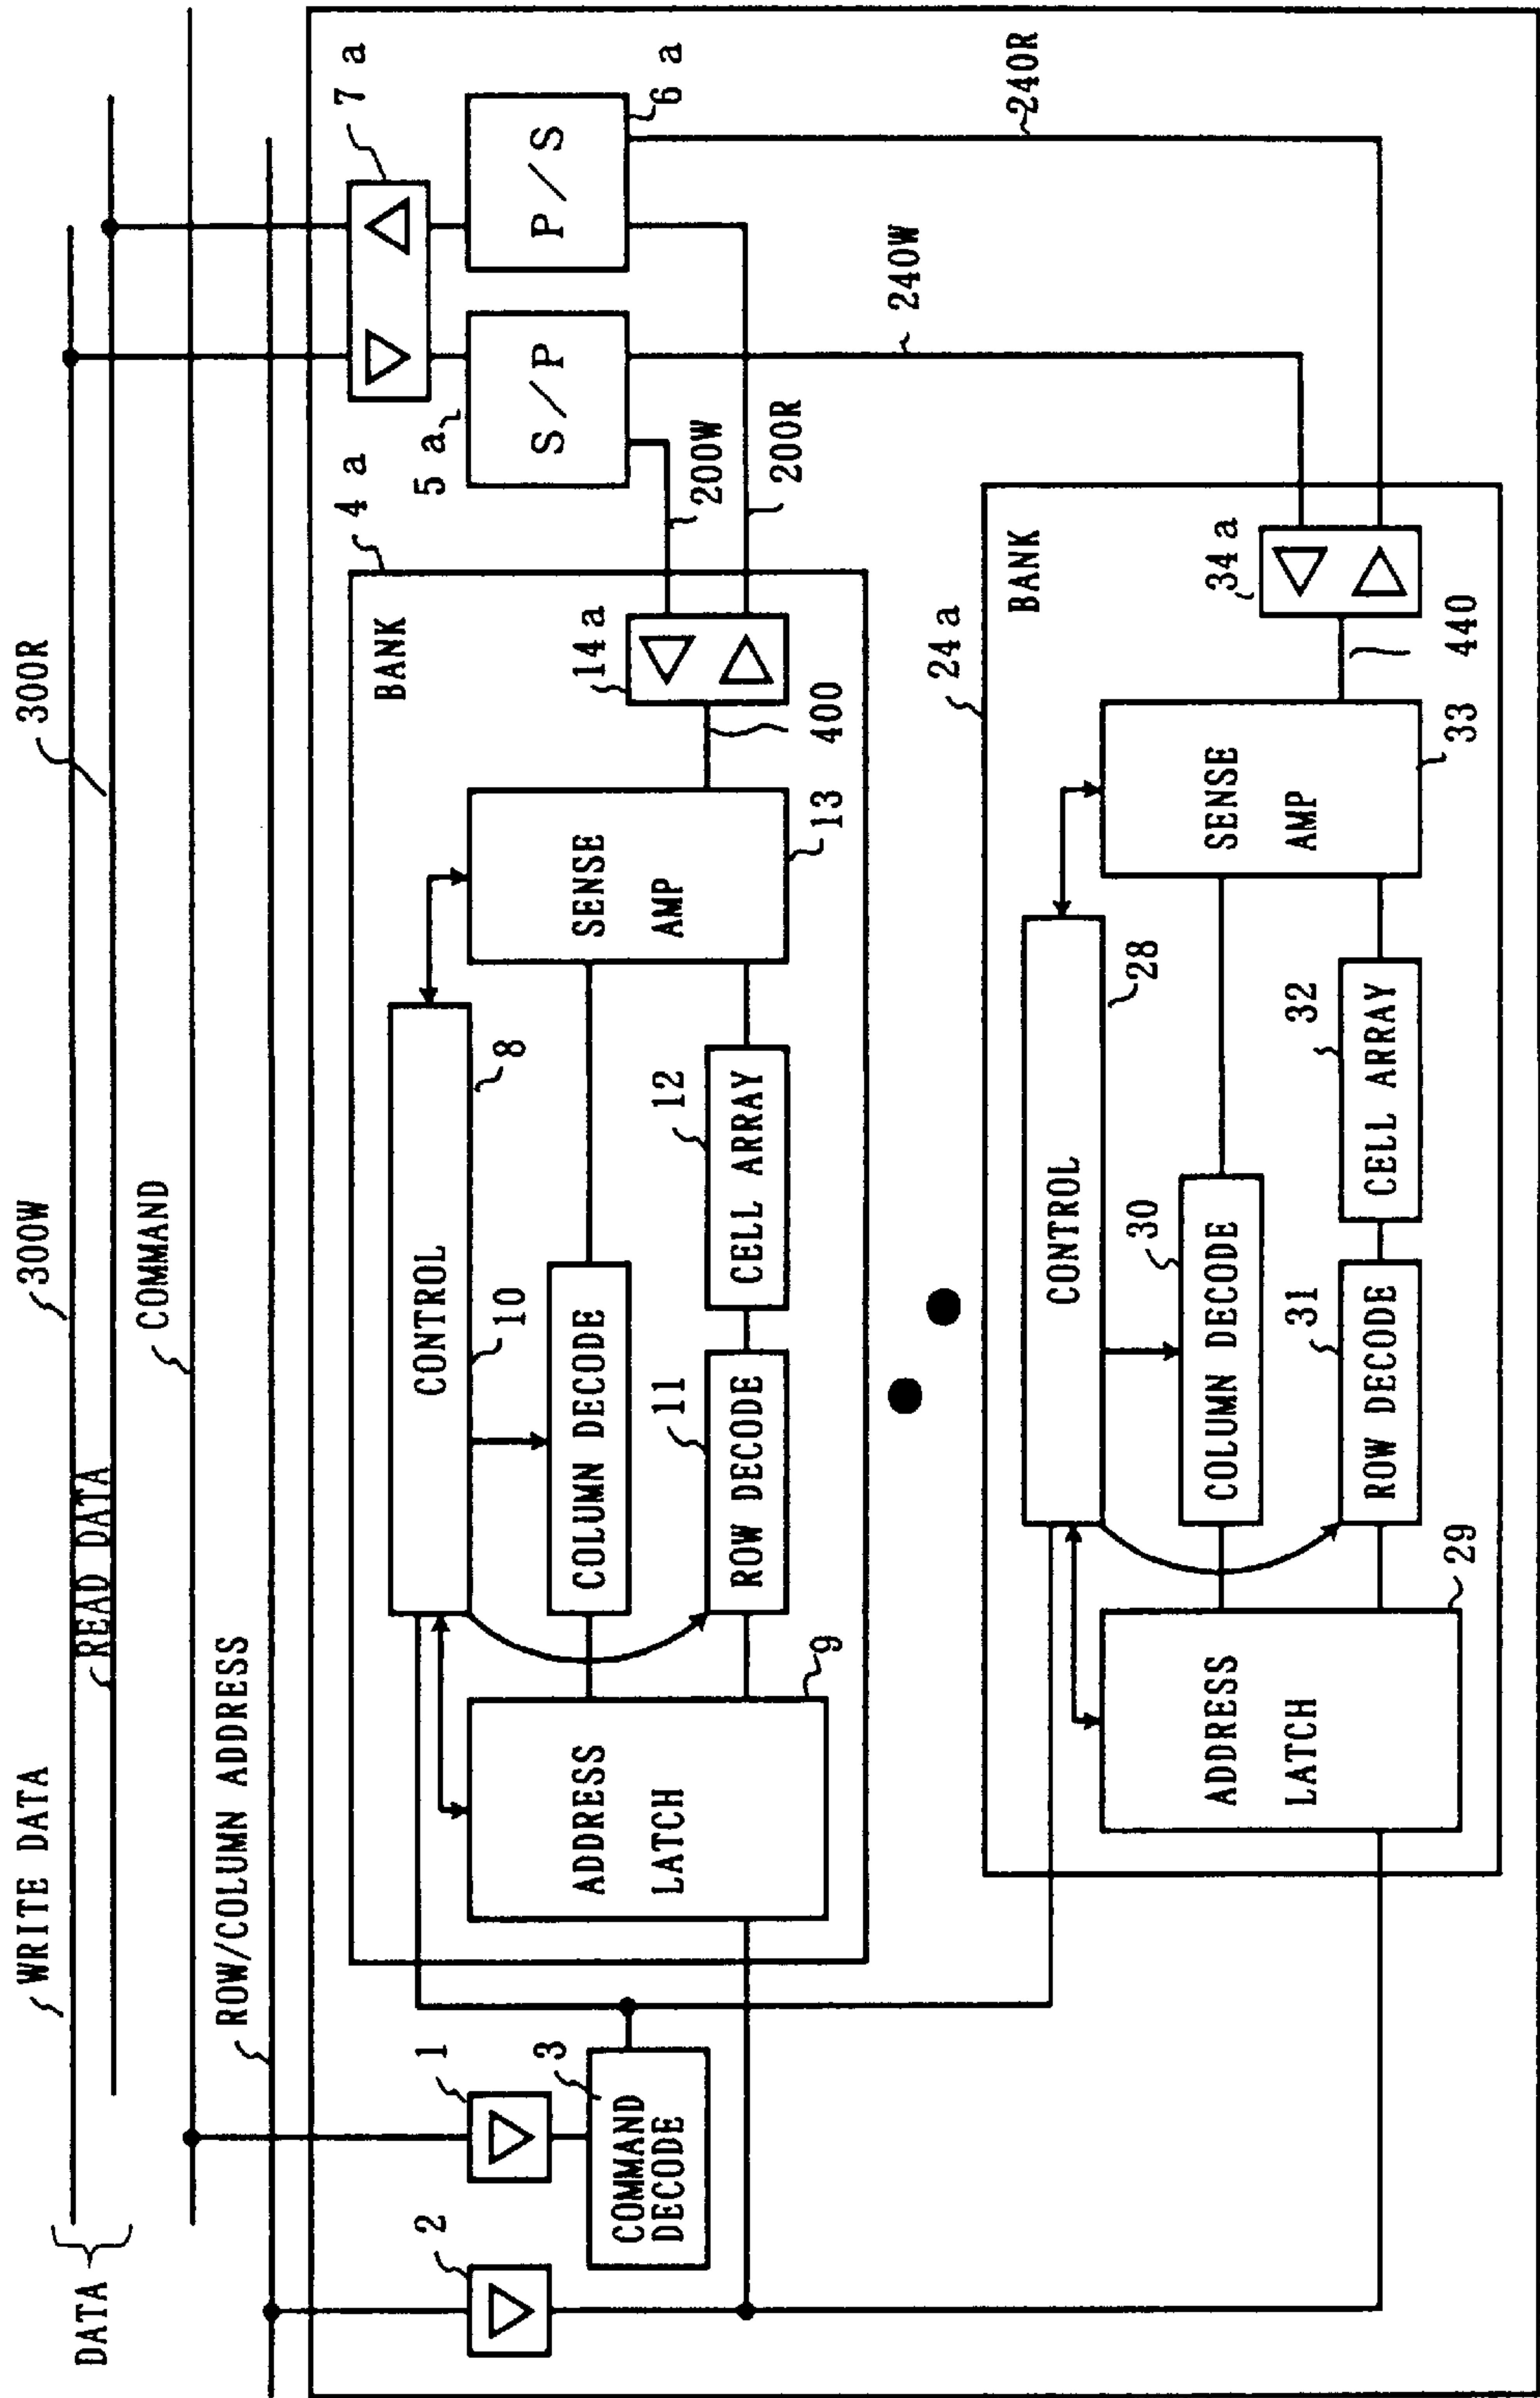 DATA
WRITE DATA
300W
300R
READ DATA
COMMAND
ROW/COLUMN ADDRESS
2
1
3
COMMAND
DECODE
4 a
BANK
CONTROL
8
ADDRESS
LATCH
9
10
COLUMN DECODE
11
ROW DECODE
12
CELL ARRAY
SENSE
AMP
13
14 a
400
5 a
S/P
7 a
P/S
6 a
200W
200R
240W
240R
24 a
BANK
CONTROL
28
ADDRESS
LATCH
29
30
COLUMN DECODE
31
ROW DECODE
32
CELL ARRAY
SENSE
AMP
33
34 a
440